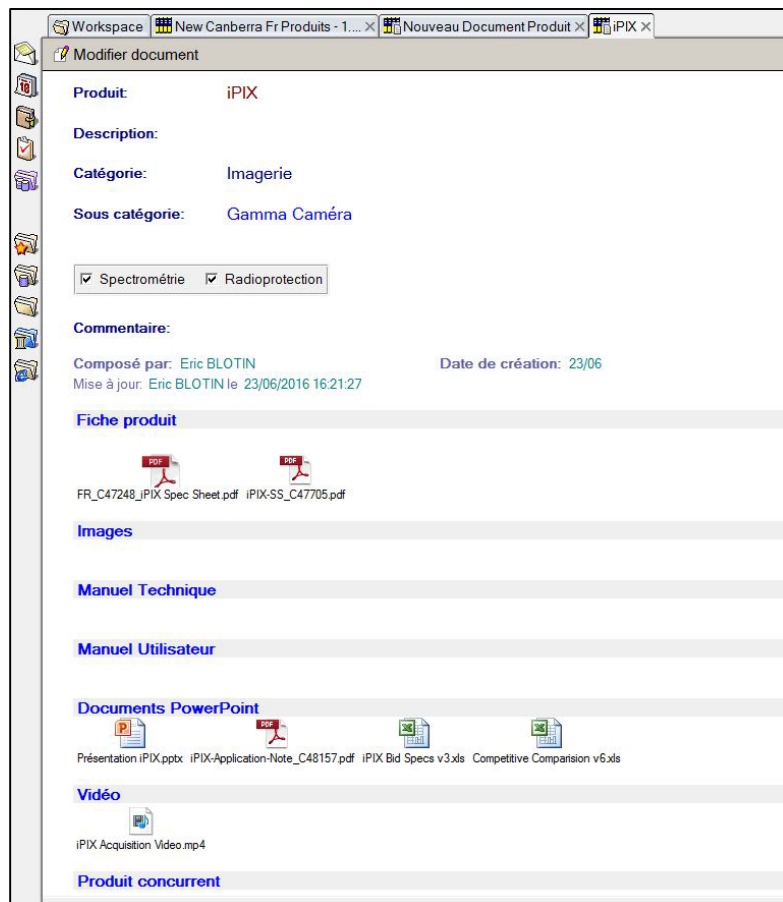 Workspace New Canberra Fr Produits - 1.... Nouveau Document Produit iPIX
Modifier document
18
Produit: iPIX
Description:
Catégorie: Imagerie
Sous catégorie: Gamma Caméra
Spectrométrie Radioprotection
Commentaire:
Composé par: Eric BLOTIN Date de création: 23/06
Mise à jour: Eric BLOTIN le 23/06/2016 16:21:27
Fiche produit
PDF PDF
FR_C47248_iPIX Spec Sheet.pdf iPIX-SS_C47705.pdf
Images
Manuel Technique
Manuel Utilisateur
Documents PowerPoint
PDF
Présentation iPIX.pptx iPIX-Application-Note_C48157.pdf iPIX Bid Specs v3.xls Competitive Comparision v6.xls
Vidéo
iPIX Acquisition Video.mp4
Produit concurrent